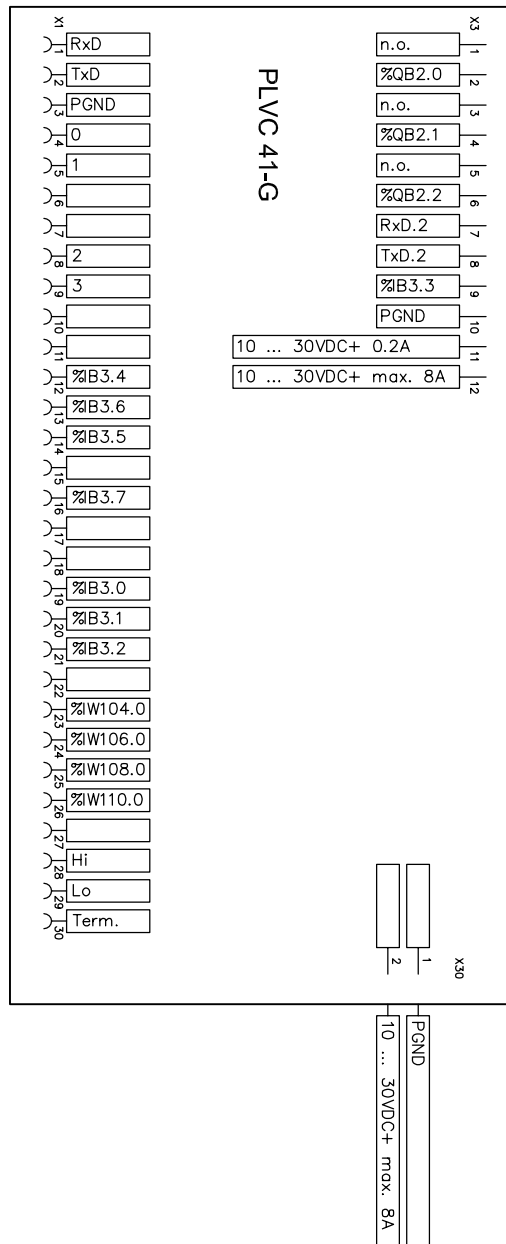 X1
1 RxD
2 TxD
3 PGND
4 0
5 1
6
7
8 2
9 3
10
11
12 %IB3.4
13 %IB3.6
14 %IB3.5
15
16 %IB3.7
17
18
19 %IB3.0
20 %IB3.1
21 %IB3.2
22
23 %IW104.0
24 %IW106.0
25 %IW108.0
26 %IW110.0
27
28 Hi
29 Lo
30 Term.
PLVC 41-G
X3
n.o. 1
%QB2.0 2
n.o. 3
%QB2.1 4
n.o. 5
%QB2.2 6
RxD.2 7
TxD.2 8
%IB3.3 9
PGND 10
10 ... 30VDC+ 0.2A 11
10 ... 30VDC+ max. 8A 12
X30
1
2
PGND
10 ... 30VDC+ max. 8A